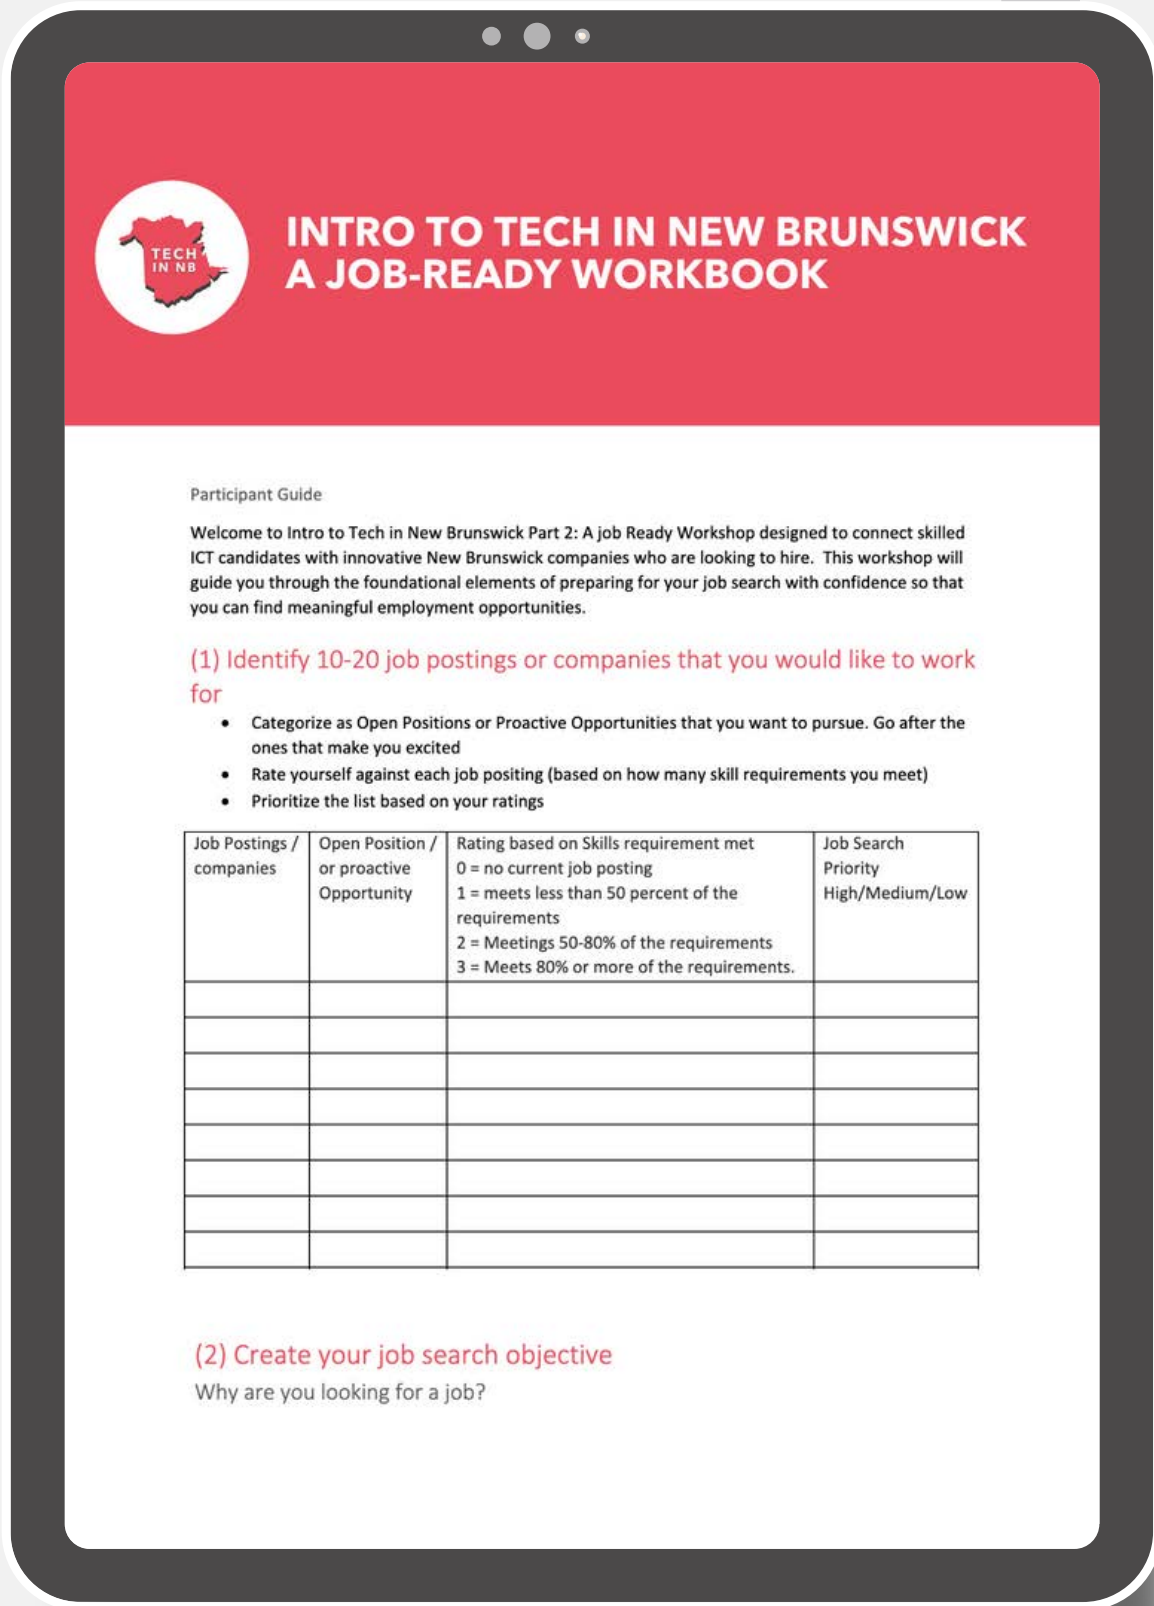 TECH
IN NB
INTRO TO TECH IN NEW BRUNSWICK
A JOB-READY WORKBOOK
Participant Guide
Welcome to Intro to Tech in New Brunswick Part 2: A job Ready Workshop designed to connect skilled
ICT candidates with innovative New Brunswick companies who are looking to hire.  This workshop will
guide you through the foundational elements of preparing for your job search with confidence so that
you can find meaningful employment opportunities.
(1) Identify 10-20 job postings or companies that you would like to work
for
• Categorize as Open Positions or Proactive Opportunities that you want to pursue. Go after the
ones that make you excited
• Rate yourself against each job positing (based on how many skill requirements you meet)
• Prioritize the list based on your ratings
Job Postings /
companies
Open Position /
or proactive
Opportunity
Rating based on Skills requirement met
0 = no current job posting
1 = meets less than 50 percent of the
requirements
2 = Meetings 50-80% of the requirements
3 = Meets 80% or more of the requirements.
Job Search
Priority
High/Medium/Low
(2) Create your job search objective
Why are you looking for a job?